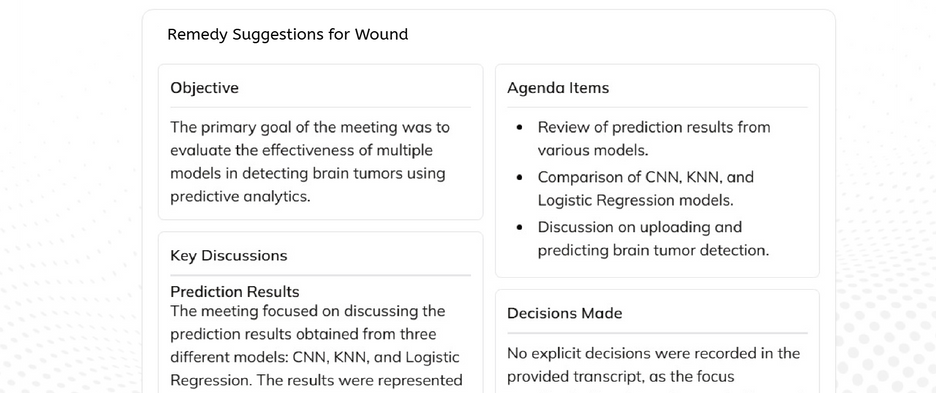 Remedy Suggestions for Wound
Objective
The primary goal of the meeting was to
evaluate the effectiveness of multiple
models in detecting brain tumors using
predictive analytics.
Key Discussions
Prediction Results
The meeting focused on discussing the
prediction results obtained from three
different models: CNN, KNN, and Logistic
Regression. The results were represented
Agenda Items
• Review of prediction results from
various models.
• Comparison of CNN, KNN, and
Logistic Regression models.
• Discussion on uploading and
predicting brain tumor detection.
Decisions Made
No explicit decisions were recorded in the
provided transcript, as the focus